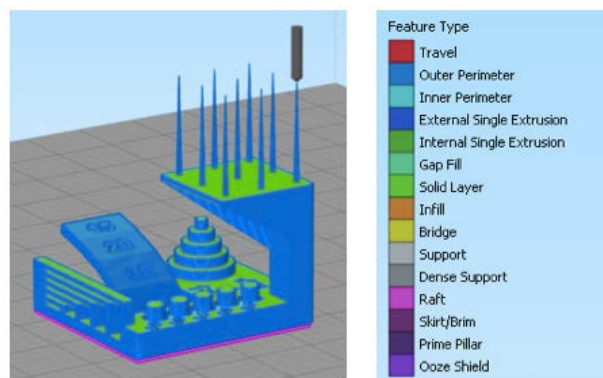 Feature Type
Travel
Outer Perimeter
Inner Perimeter
External Single Extrusion
Internal Single Extrusion
Gap Fill
Solid Layer
Infill
Bridge
Support
Dense Support
Raft
Skirt/Brim
Prime Pillar
Ooze Shield